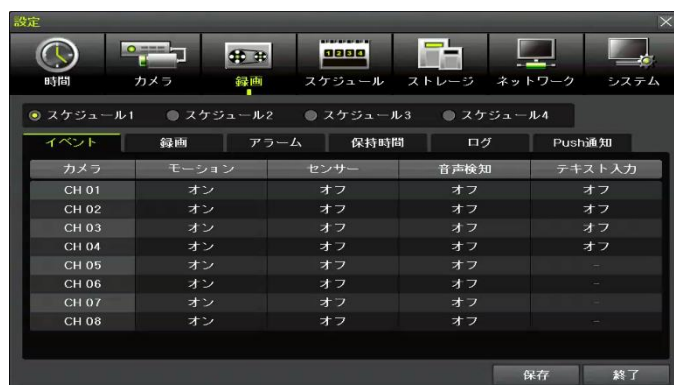 設定
時間 カメラ 録画 スケジュール ストレージ ネットワーク システム
スケジュール1 スケジュール2 スケジュール3 スケジュール4
イベント 録画 アラーム 保持時間 ログ Push通知
カメラ モーション センサー 音声検知 テキスト入力
CH 01 オン オフ オフ オフ
CH 02 オン オフ オフ オフ
CH 03 オン オフ オフ オフ
CH 04 オン オフ オフ オフ
CH 05 オン オフ オフ -
CH 06 オン オフ オフ -
CH 07 オン オフ オフ -
CH 08 オン オフ オフ -
保存 終了